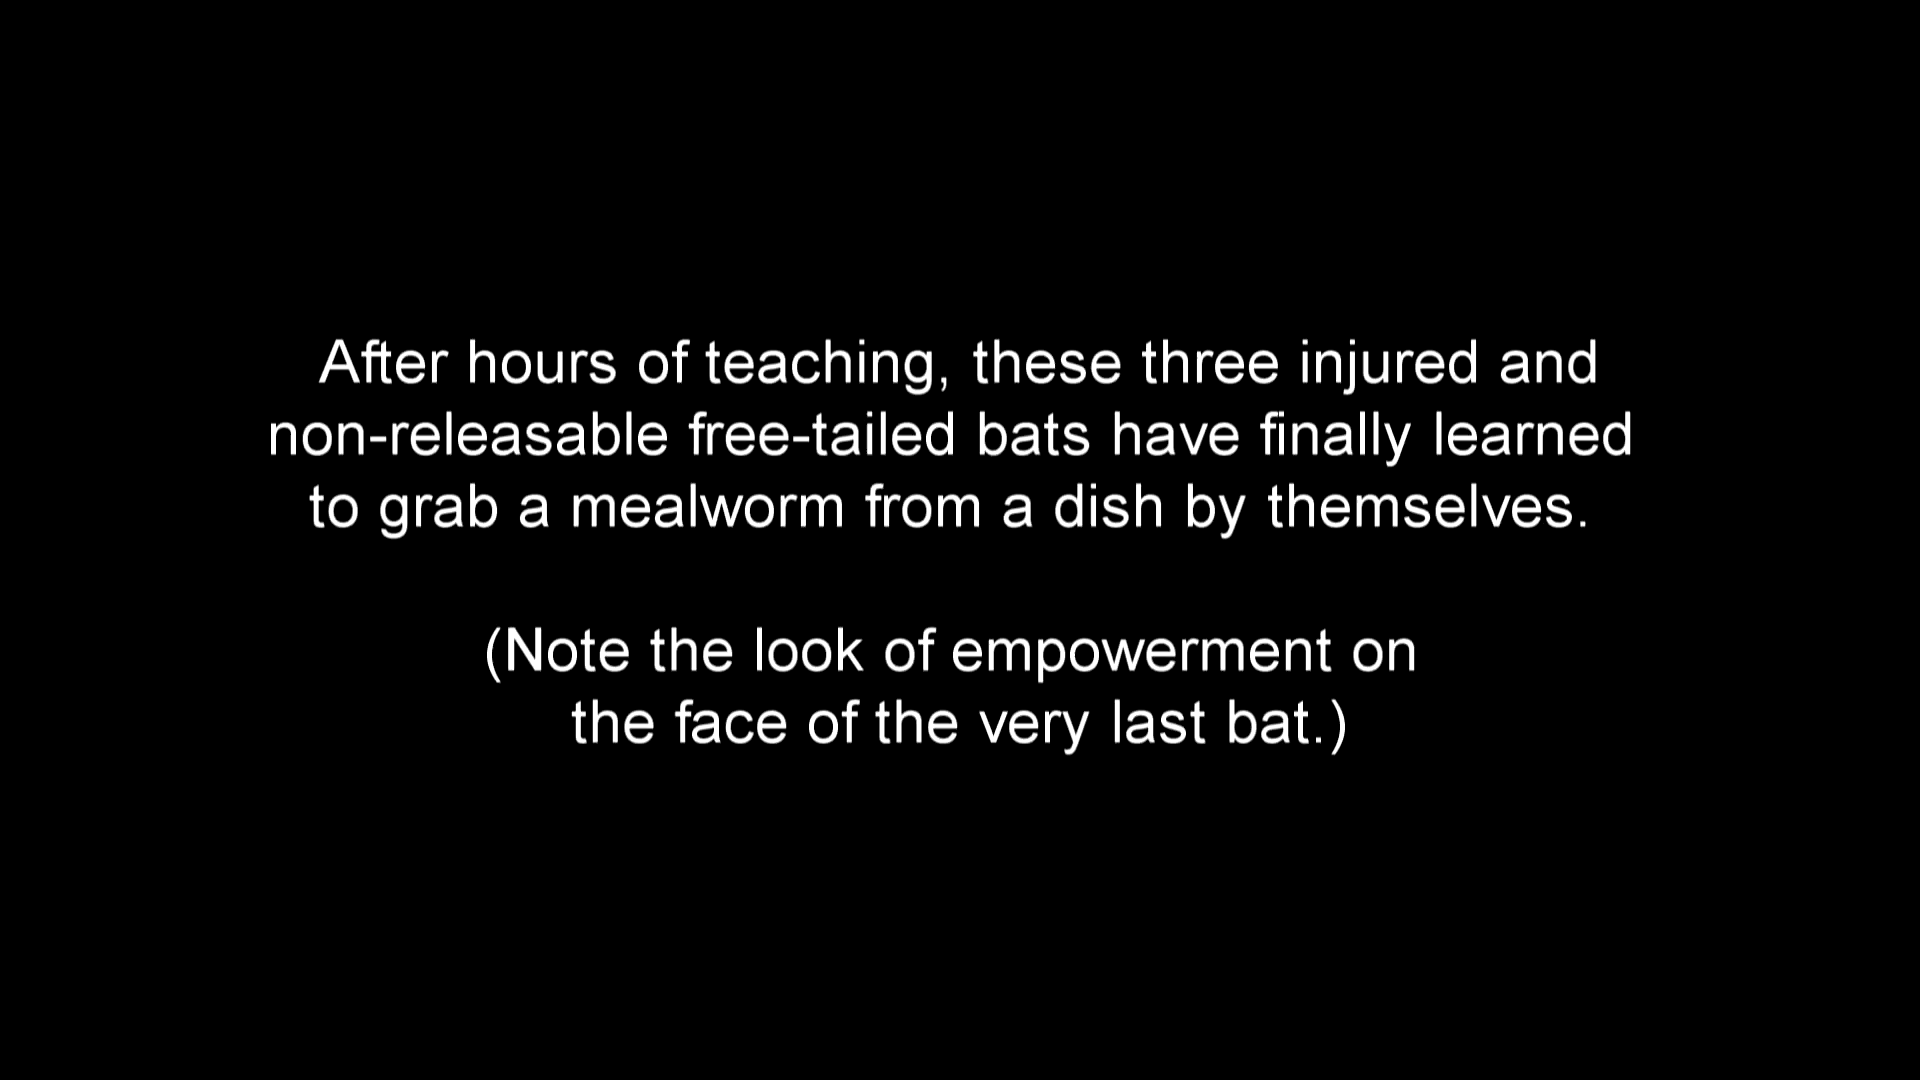 After hours of teaching, these three injured and
non-releasable free-tailed bats have finally learned
to grab a mealworm from a dish by themselves.
(Note the look of empowerment on
the face of the very last bat.)